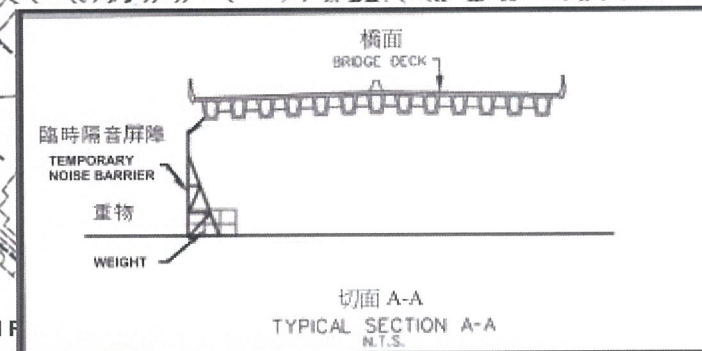 橋面
BRIDGE DECK
臨時隔音屏障
TEMPORARY
NOISE BARRIER
重物
WEIGHT
切面 A-A
TYPICAL SECTION A-A
N.T.S.